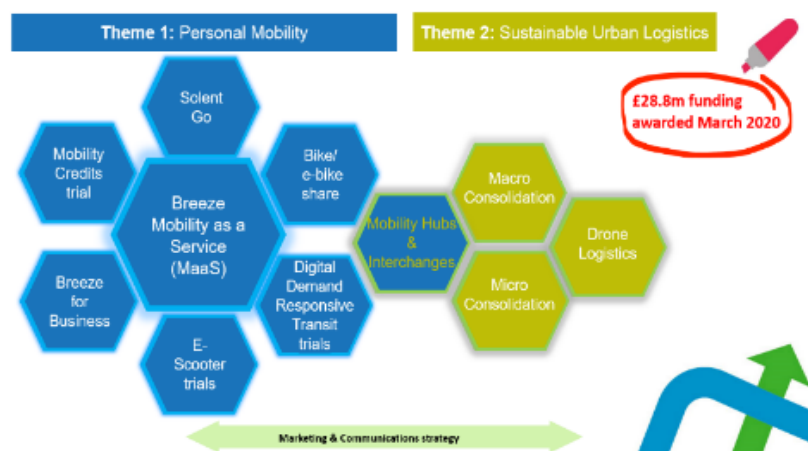 Theme 1: Personal Mobility
Theme 2: Sustainable Urban Logistics
£28.8m funding
awarded March 2020
Solent
Go
Mobility
Credits
trial
Bike/
e-bike
share
Breeze
Mobility as a
Service
(MaaS)
Breeze
for
Business
Digital
Demand
Responsive
Transit
trials
E-
Scooter
trials
Mobility Hubs
&
Interchanges
Macro
Consolidation
Micro
Consolidation
Drone
Logistics
Marketing & Communications strategy